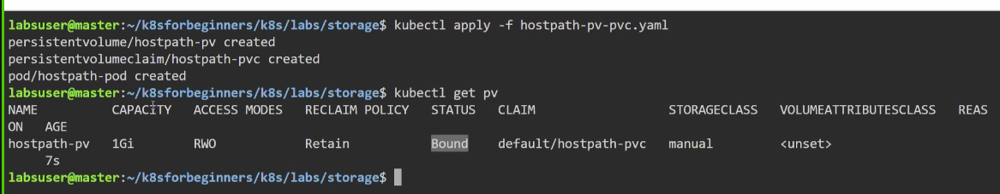 labsuser@master:~/k8sforbeginners/k8s/labs/storage$ kubectl apply -f hostpath-pv-pvc.yaml
persistentvolume/hostpath-pv created
persistentvolumeclaim/hostpath-pvc created
pod/hostpath-pod created
labsuser@master:~/k8sforbeginners/k8s/labs/storage$ kubectl get pv
NAME CAPACITY ACCESS MODES RECLAIM POLICY STATUS CLAIM STORAGECLASS VOLUMEATTRIBUTESCLASS REAS
ON AGE
hostpath-pv 1Gi RWO Retain Bound default/hostpath-pvc manual <unset>
7s
labsuser@master:~/k8sforbeginners/k8s/labs/storage$